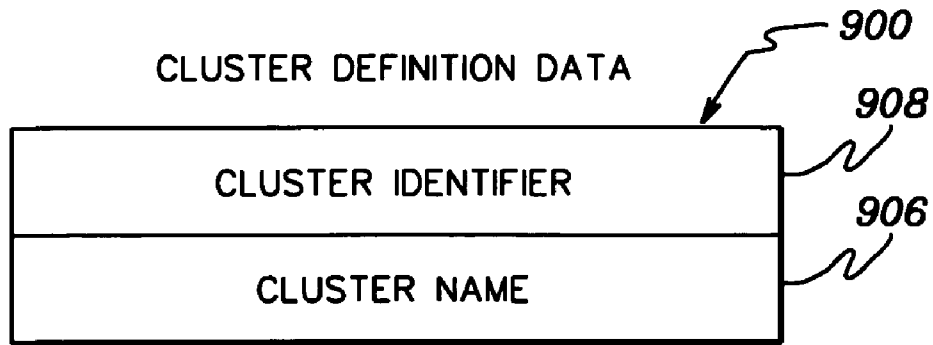 900
CLUSTER DEFINITION DATA
908
CLUSTER IDENTIFIER
906
CLUSTER NAME